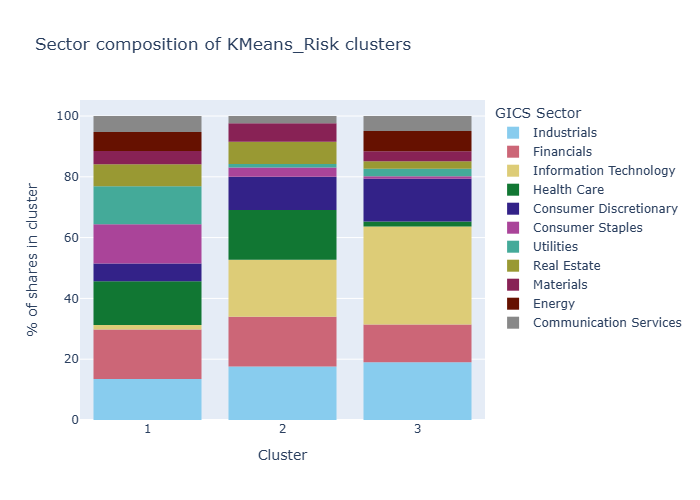 Sector composition of KMeans_Risk clusters
GICS Sector
Industrials
Financials
Information Technology
Health Care
Consumer Discretionary
Consumer Staples
Utilities
Real Estate
Materials
Energy
Communication Services
% of shares in cluster
100
80
60
40
20
0
1
2
3
Cluster